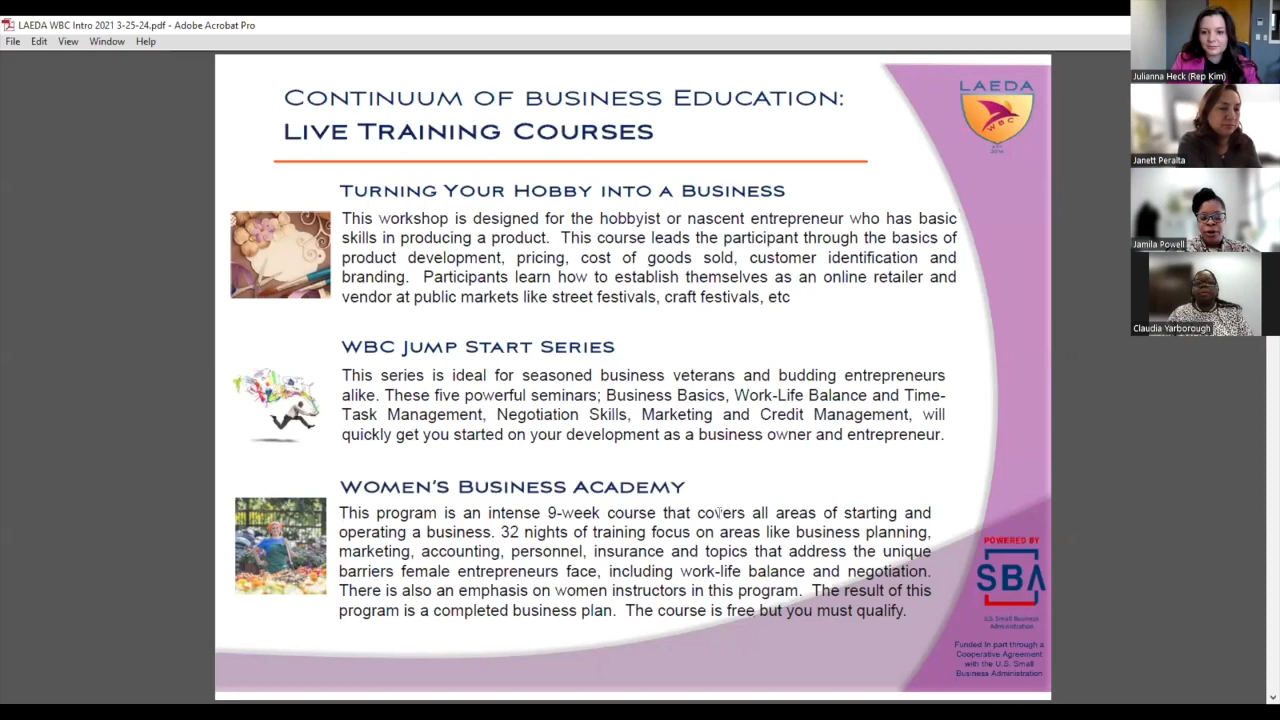 LAEDA WBC Intro 2021 3-25-24.pdf - Adobe Acrobat Pro
File Edit View Window Help
Continuum of business Education:
Live Training Courses
Turning Your Hobby into a Business
This workshop is designed for the hobbyist or nascent entrepreneur who has basic
skills in producing a product. This course leads the participant through the basics of
product development, pricing, cost of goods sold, customer identification and
branding. Participants learn how to establish themselves as an online retailer and
vendor at public markets like street festivals, craft festivals, etc
WBC Jump Start Series
This series is ideal for seasoned business veterans and budding entrepreneurs
alike. These five powerful seminars; Business Basics, Work-Life Balance and Time-
Task Management, Negotiation Skills, Marketing and Credit Management, will
quickly get you started on your development as a business owner and entrepreneur.
Women's Business Academy
This program is an intense 9-week course that covers all areas of starting and
operating a business. 32 nights of training focus on areas like business planning,
marketing, accounting, personnel, insurance and topics that address the unique
barriers female entrepreneurs face, including work-life balance and negotiation.
There is also an emphasis on women instructors in this program. The result of this
program is a completed business plan. The course is free but you must qualify.
LAEDA
WBC
POWERED BY
SBA
U.S. Small Business
Administration
Funded in part through a
Cooperative Agreement
with the U.S. Small
Business Administration
Julianna Heck (Rep Kim)
Janett Peralta
Jamila Powell
Claudia Yarborough